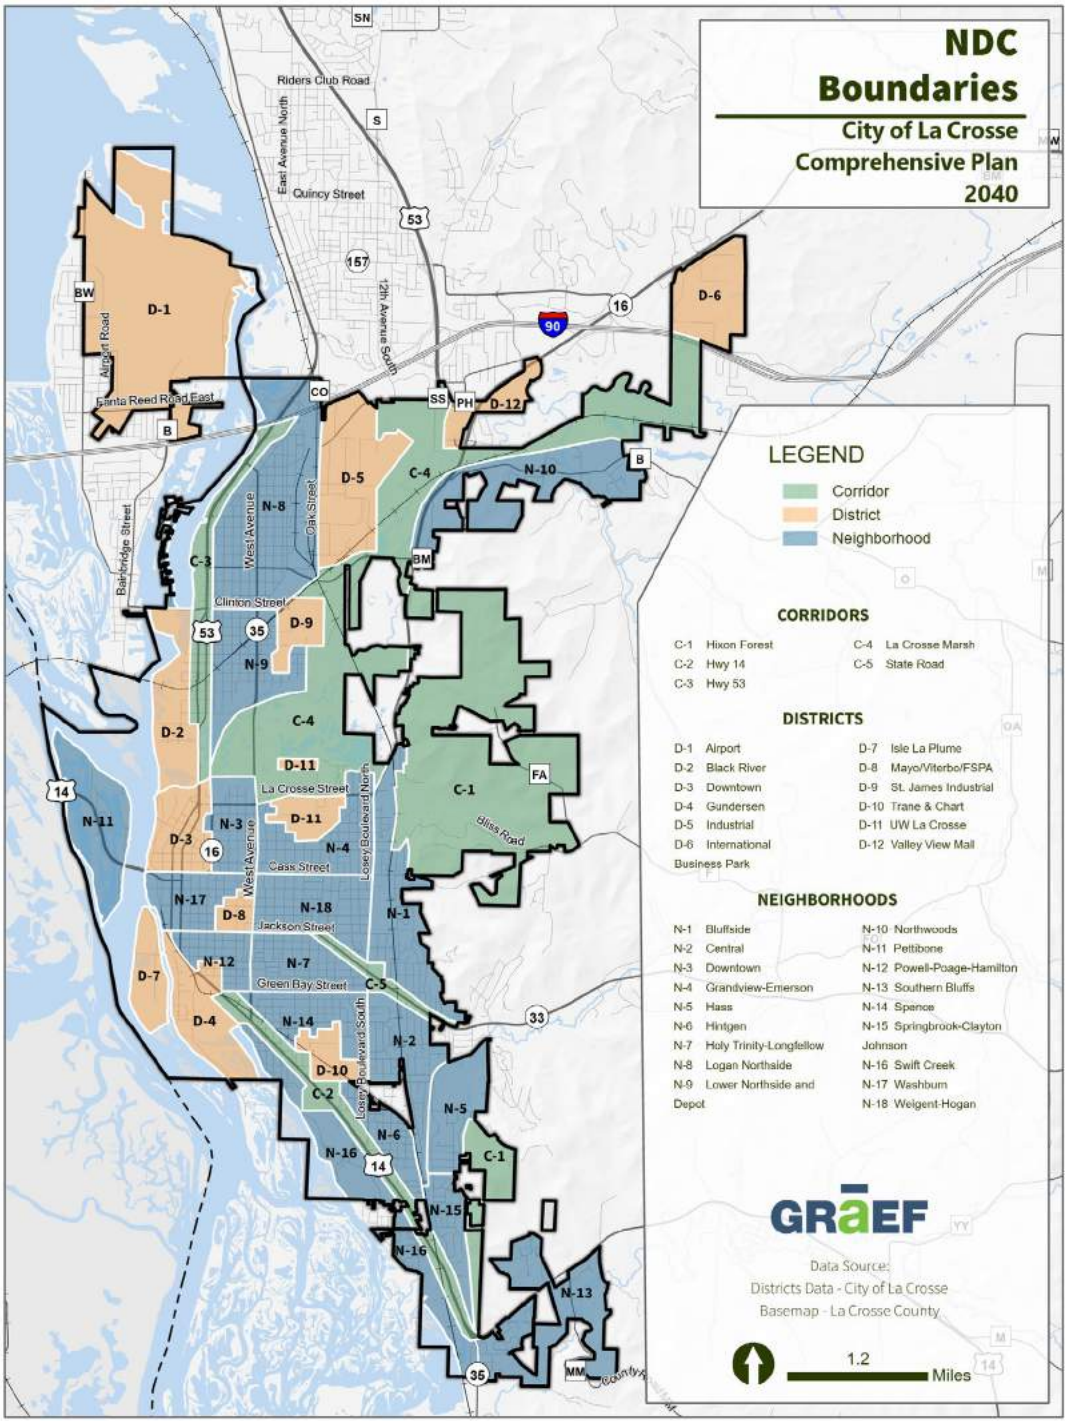 NDC
Boundaries
City of La Crosse
Comprehensive Plan
2040
SN
Riders Club Road
S
East Avenue North
Quincy Street
53
157
12th Avenue South
BW
D-1
Airport Road
16
D-6
90
CO
SS
PH
D-12
Fanta Reed Road East
B
C-4
D-5
N-10
B
N-8
West Avenue
Oak Street
Bainbridge Street
C-3
BM
Clinton Street
53
35
D-9
N-9
D-2
C-4
D-11
FA
La Crosse Street
C-1
14
N-11
D-3
N-3
D-11
16
N-4
Losey Boulevard North
Bliss Road
West Avenue
Cass Street
N-17
D-8
N-18
N-1
Jackson Street
N-12
N-7
D-7
Green Bay Street
C-5
D-4
N-14
33
N-2
D-10
Losey Boulevard South
C-2
N-5
N-6
N-16
C-1
14
N-15
N-16
N-13
35
MM
LEGEND
Corridor
District
Neighborhood
CORRIDORS
C-1 Hixon Forest
C-2 Hwy 14
C-3 Hwy 53
C-4 La Crosse Marsh
C-5 State Road
DISTRICTS
D-1 Airport
D-2 Black River
D-3 Downtown
D-4 Gundersen
D-5 Industrial
D-6 International
Business Park
D-7 Isle La Plume
D-8 Mayo/Viterbo/FSPA
D-9 St. James Industrial
D-10 Trane & Chart
D-11 UW La Crosse
D-12 Valley View Mall
NEIGHBORHOODS
N-1 Bluffside
N-2 Central
N-3 Downtown
N-4 Grandview-Emerson
N-5 Hass
N-6 Hintgen
N-7 Holy Trinity-Longfellow
N-8 Logan Northside
N-9 Lower Northside and
Depot
N-10 Northwoods
N-11 Pettibone
N-12 Powell-Poage-Hamilton
N-13 Southern Bluffs
N-14 Spence
N-15 Springbrook-Clayton
Johnson
N-16 Swift Creek
N-17 Washburn
N-18 Weigent-Hogan
GRaEF
Data Source:
Districts Data - City of La Crosse
Basemap - La Crosse County
1.2
Miles